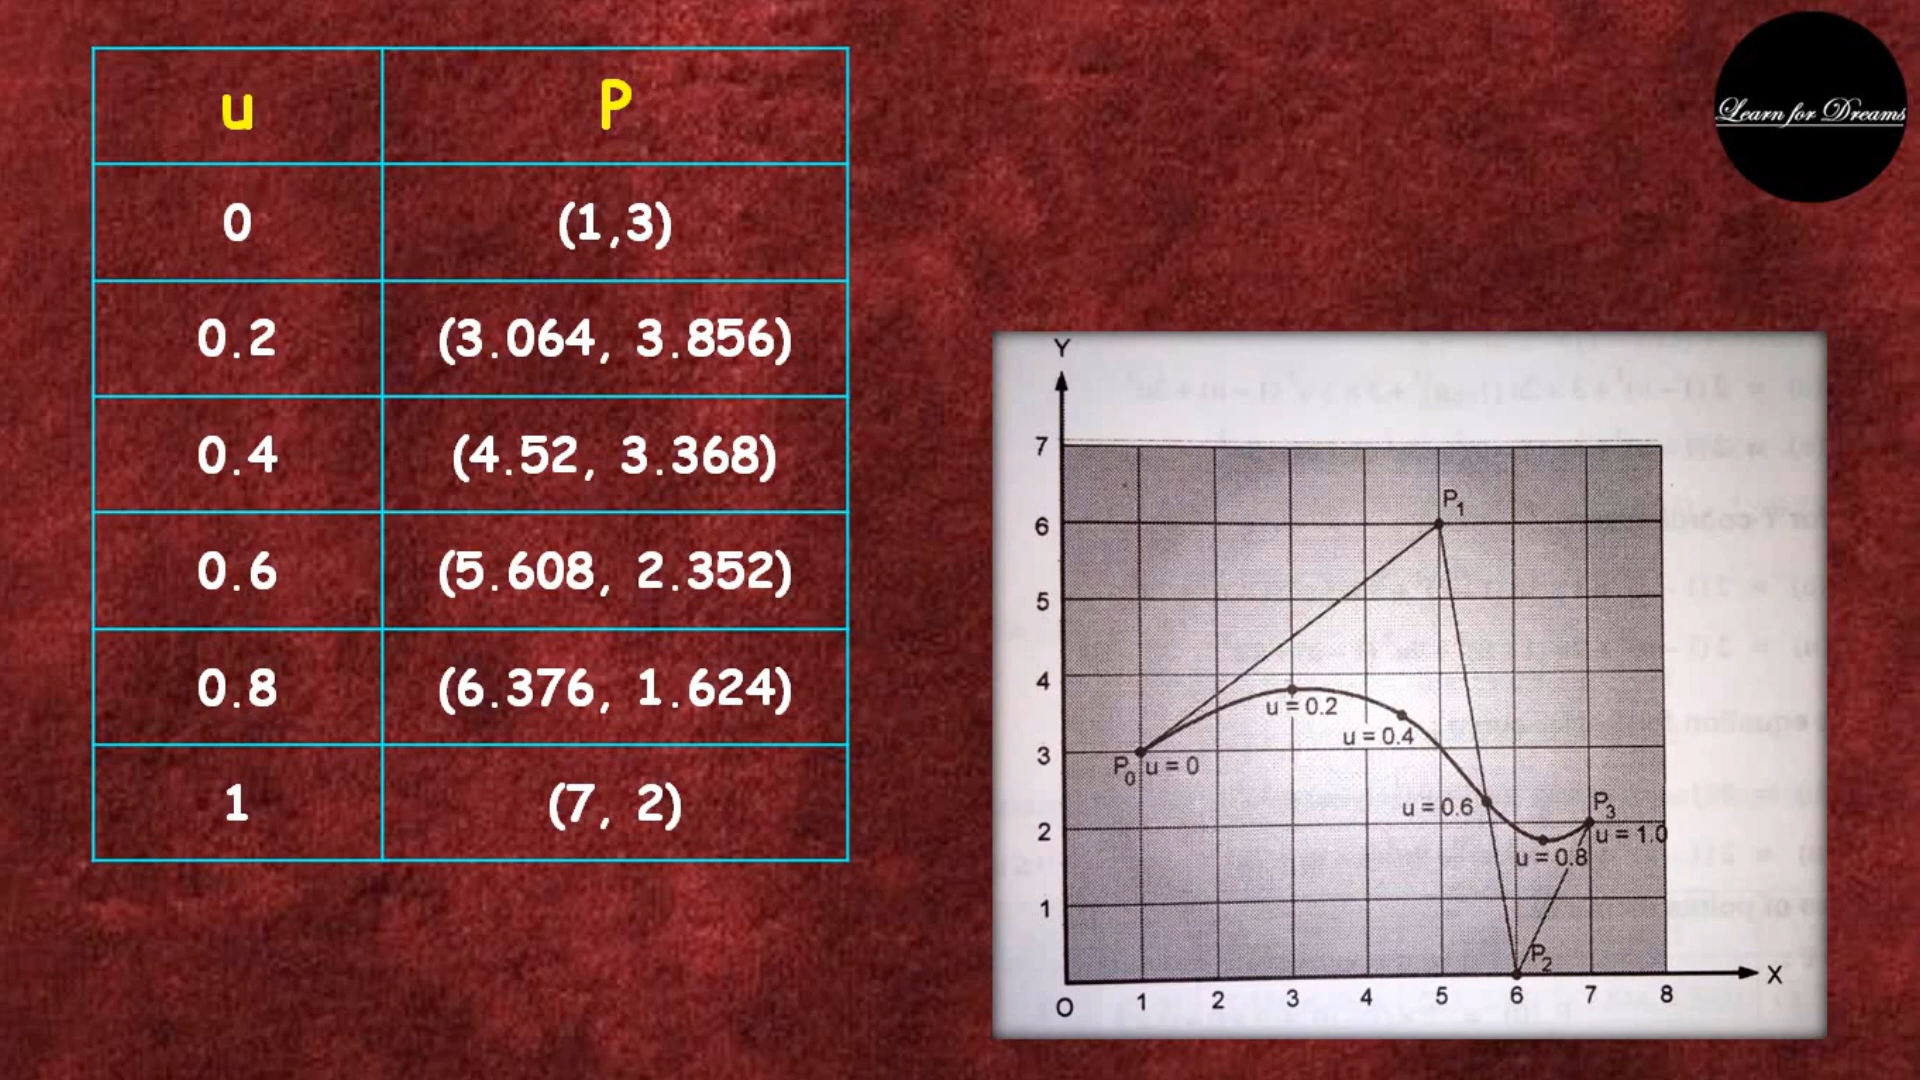 u P
0 (1,3)
0.2 (3.064, 3.856)
0.4 (4.52, 3.368)
0.6 (5.608, 2.352)
0.8 (6.376, 1.624)
1 (7, 2)
Learn for Dreams
Y
7
6
5
4
3
2
1
P1
u = 0.2
u = 0.4
P0 u = 0
u = 0.6
P3
u = 1.0
u = 0.8
P2
X
O 1 2 3 4 5 6 7 8